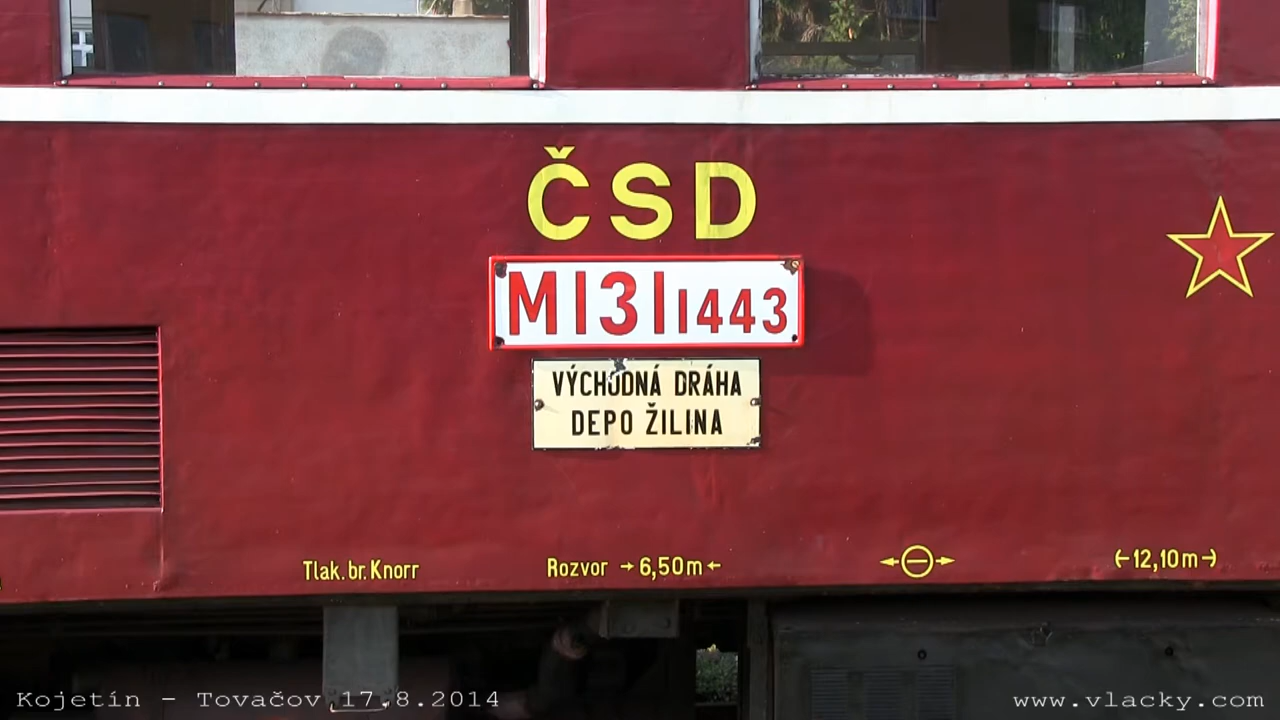 ČSD
M 131 1443
VÝCHODNÁ DRÁHA
DEPO ŽILINA
Tlak. br. Knorr
Rozvor →6,50m←
(-12,10m→)
Kojetín - Tovačov 17.8.2014
www.vlacky.com